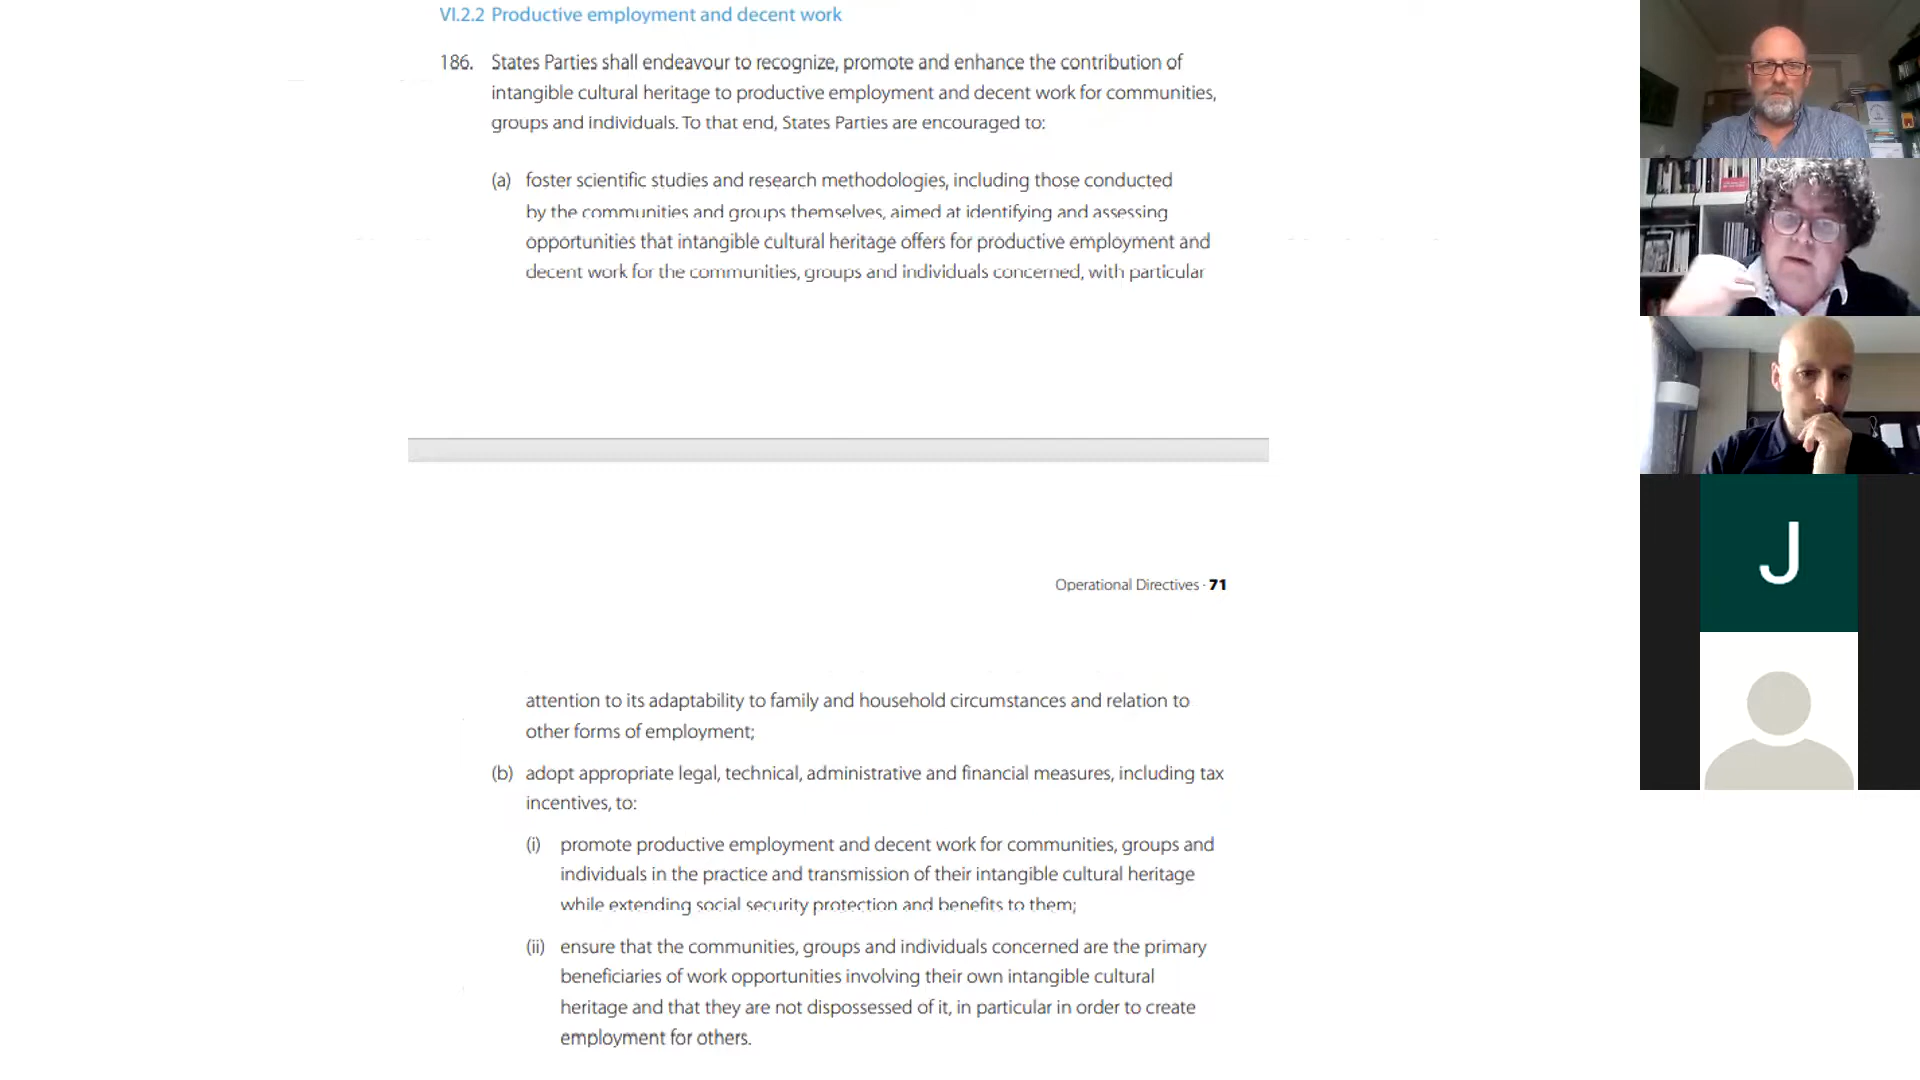 VI.2.2 Productive employment and decent work
186. States Parties shall endeavour to recognize, promote and enhance the contribution of
intangible cultural heritage to productive employment and decent work for communities,
groups and individuals. To that end, States Parties are encouraged to:
(a) foster scientific studies and research methodologies, including those conducted
by the communities and groups themselves, aimed at identifying and assessing
opportunities that intangible cultural heritage offers for productive employment and
decent work for the communities, groups and individuals concerned, with particular
Operational Directives · 71
attention to its adaptability to family and household circumstances and relation to
other forms of employment;
(b) adopt appropriate legal, technical, administrative and financial measures, including tax
incentives, to:
(i) promote productive employment and decent work for communities, groups and
individuals in the practice and transmission of their intangible cultural heritage
while extending social security protection and benefits to them;
(ii) ensure that the communities, groups and individuals concerned are the primary
beneficiaries of work opportunities involving their own intangible cultural
heritage and that they are not dispossessed of it, in particular in order to create
employment for others.
J